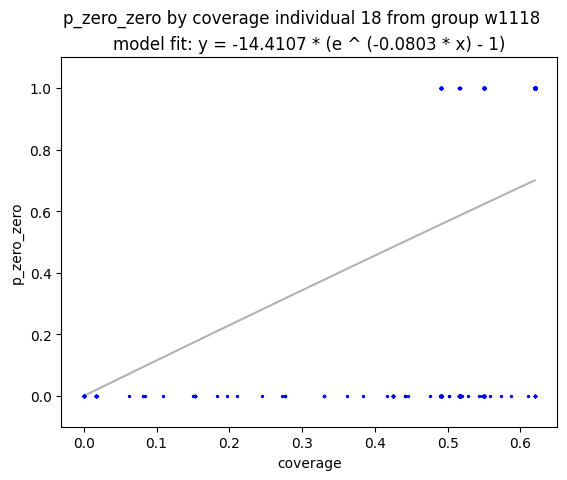 p_zero_zero by coverage individual 18 from group w1118
model fit: y = -14.4107 * (e ^ (-0.0803 * x) - 1)
1.0
0.8
0.6
0.4
0.2
0.0
p_zero_zero
0.0 0.1 0.2 0.3 0.4 0.5 0.6
coverage